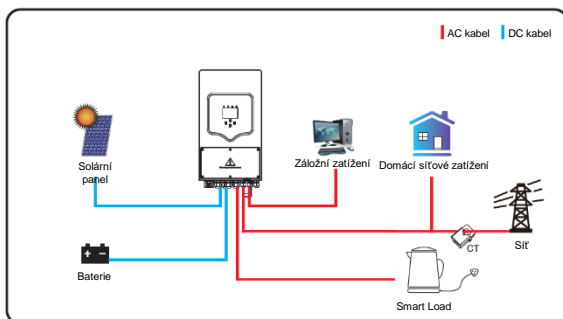 AC kabel
DC kabel
Solární
panel
Záložní zatížení
Domácí síťové zatížení
CT
Síť
Baterie
Smart Load